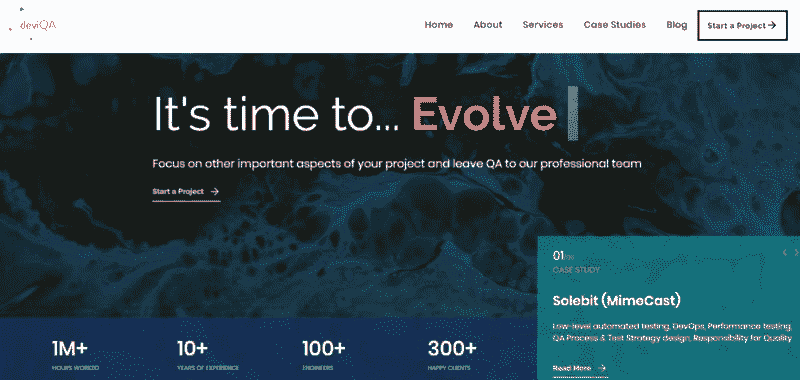 deviQA
Home About Services Case Studies Blog Start a Project
It's time to... Evolve
Focus on other important aspects of your project and leave QA to our professional team
Start a Project
01
CASE STUDY
Solebit (MimeCast)
Low-level automated testing, DevOps, Performance testing,
QA Process & Test Strategy design, Responsibility for Quality
Read More
1M+ 10+ 100+ 300+
HOURS WORKED YEARS OF EXPERIENCE ENGINEERS HAPPY CLIENTS